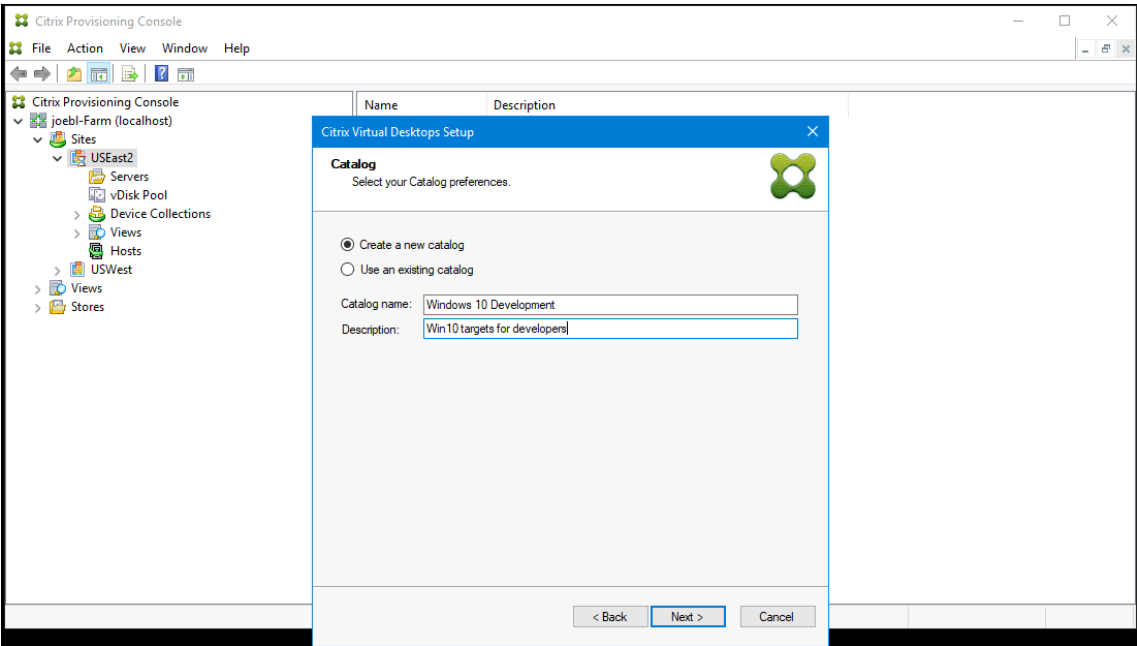 Citrix Provisioning Console
File Action View Window Help
Citrix Provisioning Console
joebl-Farm (localhost)
Sites
USEast2
Servers
vDisk Pool
Device Collections
Views
Hosts
USWest
Views
Stores
Name Description
Citrix Virtual Desktops Setup
Catalog
Select your Catalog preferences.
Create a new catalog
Use an existing catalog
Catalog name: Windows 10 Development
Description: Win10 targets for developers
< Back Next > Cancel